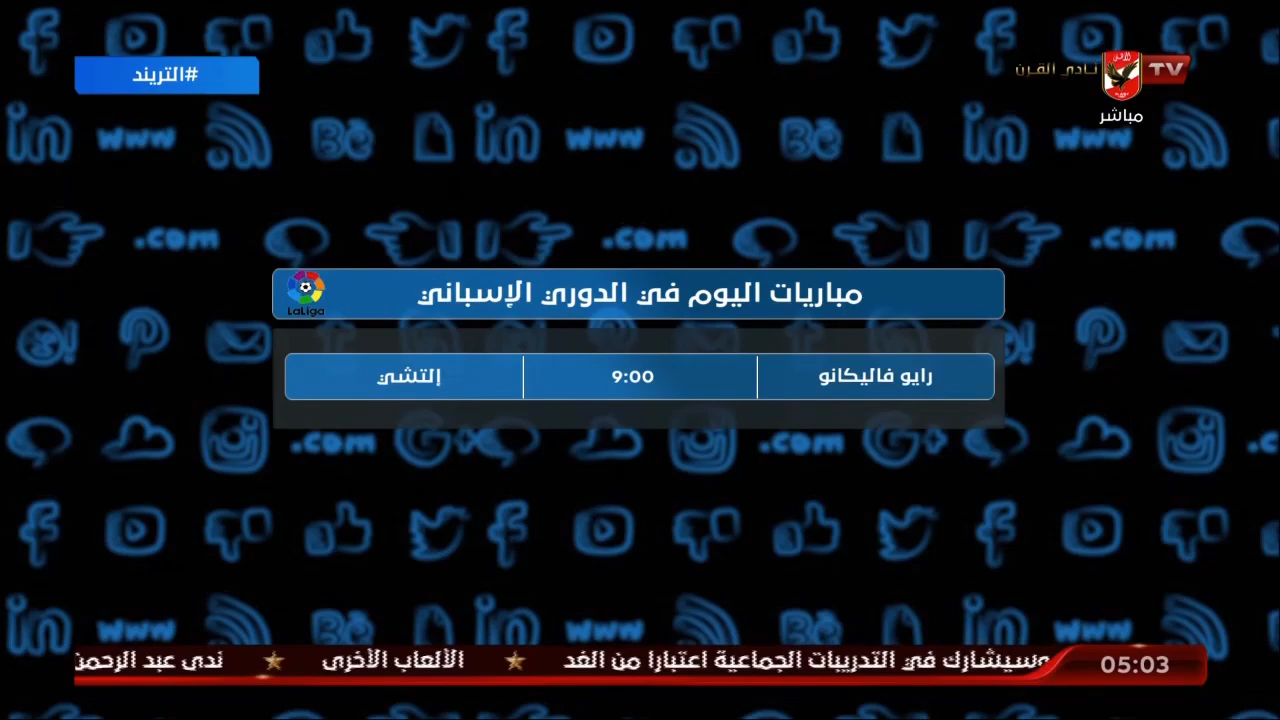 #التريند
نادي القرن
TV
مباشر
مباريات اليوم في الدوري الإسباني
LaLiga
رايو فاليكانو
9:00
إلتشي
05:03
وسيشارك في التدريبات الجماعية اعتبارا من الغد
الألعاب الأخرى
ندى عبد الرحمن